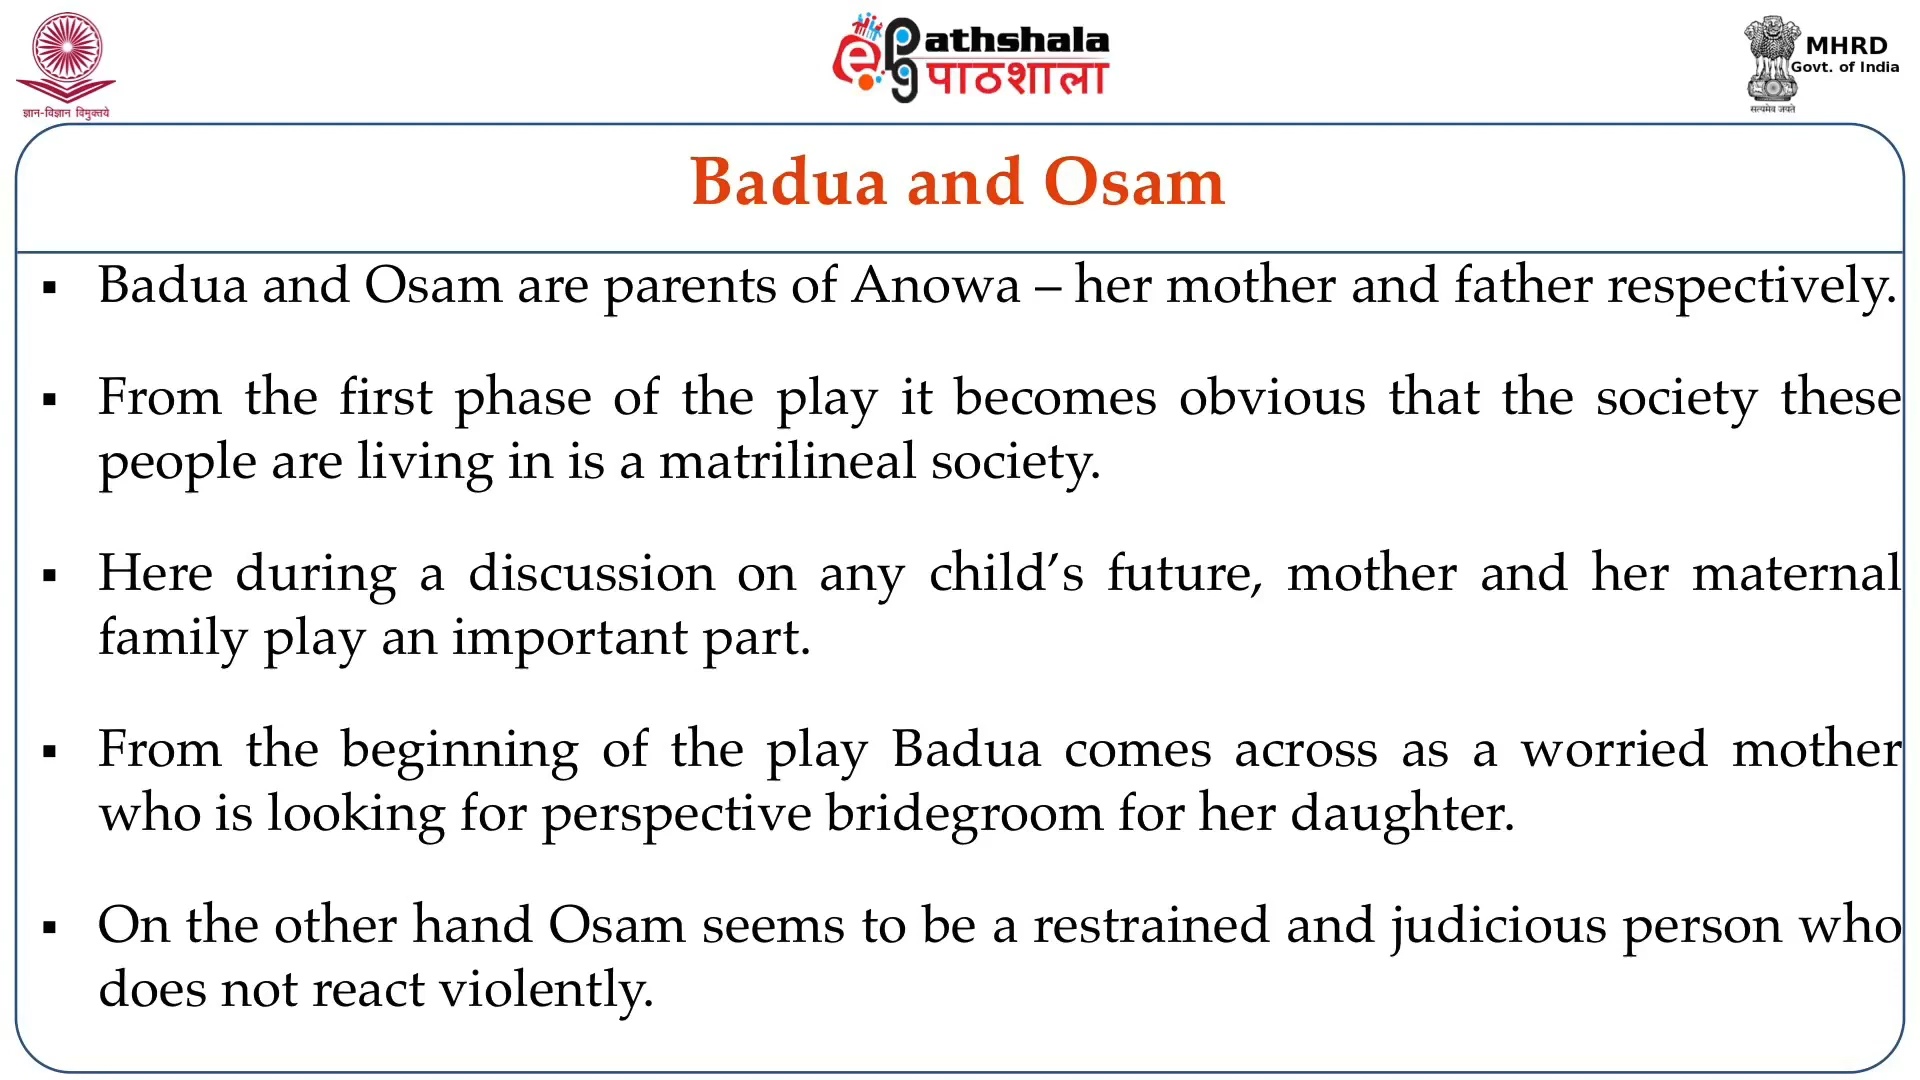 ज्ञान-विज्ञान विमुक्तये
ePG athshala
पाठशाला
MHRD
Govt. of India
सत्यमेव जयते
Badua and Osam
▪ Badua and Osam are parents of Anowa – her mother and father respectively.
▪ From the first phase of the play it becomes obvious that the society these
people are living in is a matrilineal society.
▪ Here during a discussion on any child’s future, mother and her maternal
family play an important part.
▪ From the beginning of the play Badua comes across as a worried mother
who is looking for perspective bridegroom for her daughter.
▪ On the other hand Osam seems to be a restrained and judicious person who
does not react violently.